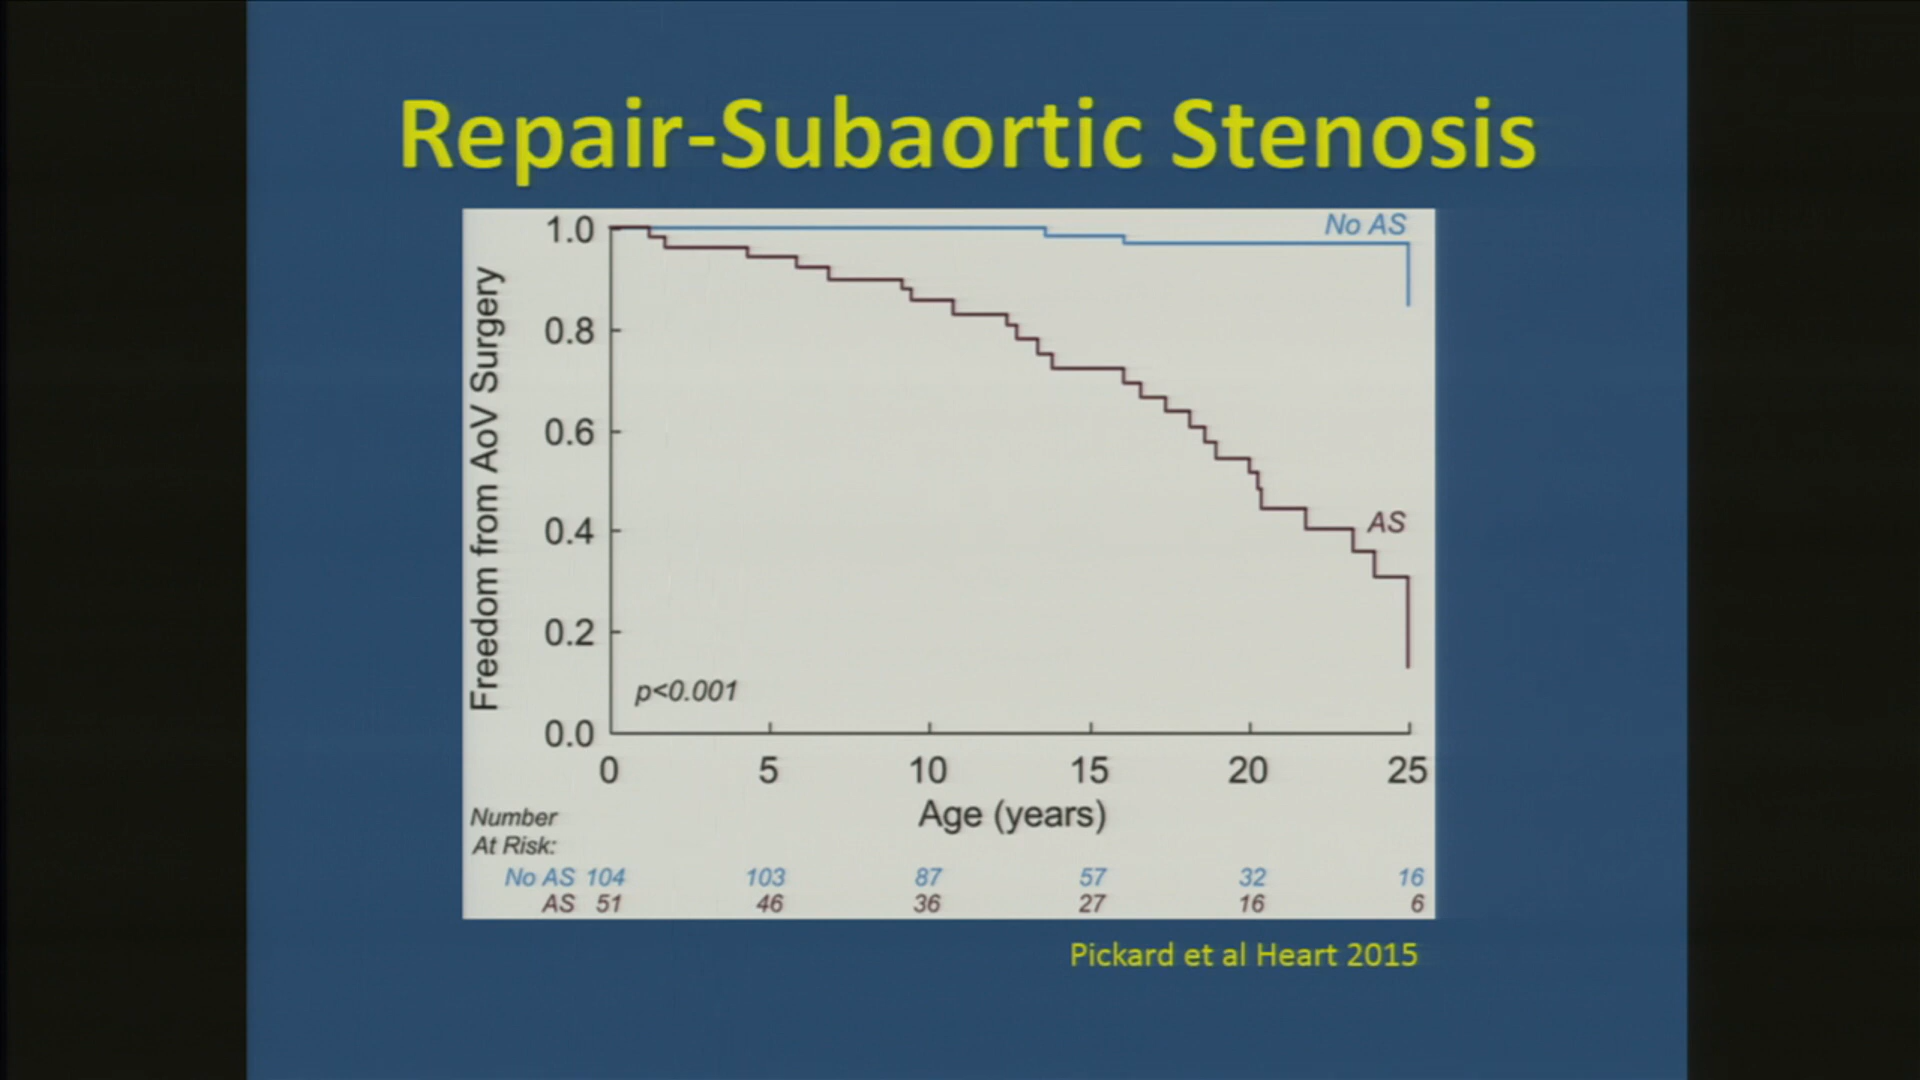 Repair-Subaortic Stenosis
No AS
1.0
0.8
0.6
0.4
0.2
0.0
Freedom from AoV Surgery
AS
p<0.001
0 5 10 15 20 25
Age (years)
Number
At Risk:
No AS 104 103 87 57 32 16
AS 51 46 36 27 16 6
Pickard et al Heart 2015